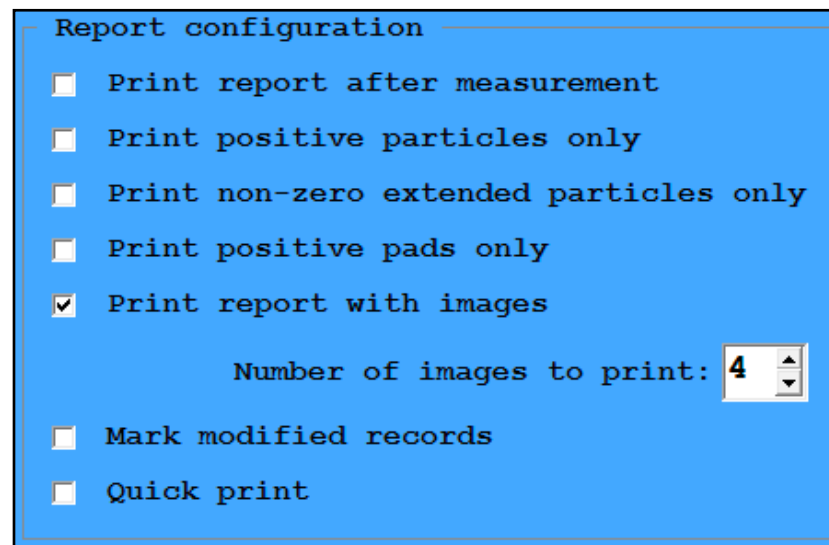 Report configuration
Print report after measurement
Print positive particles only
Print non-zero extended particles only
Print positive pads only
Print report with images
Number of images to print: 4
Mark modified records
Quick print